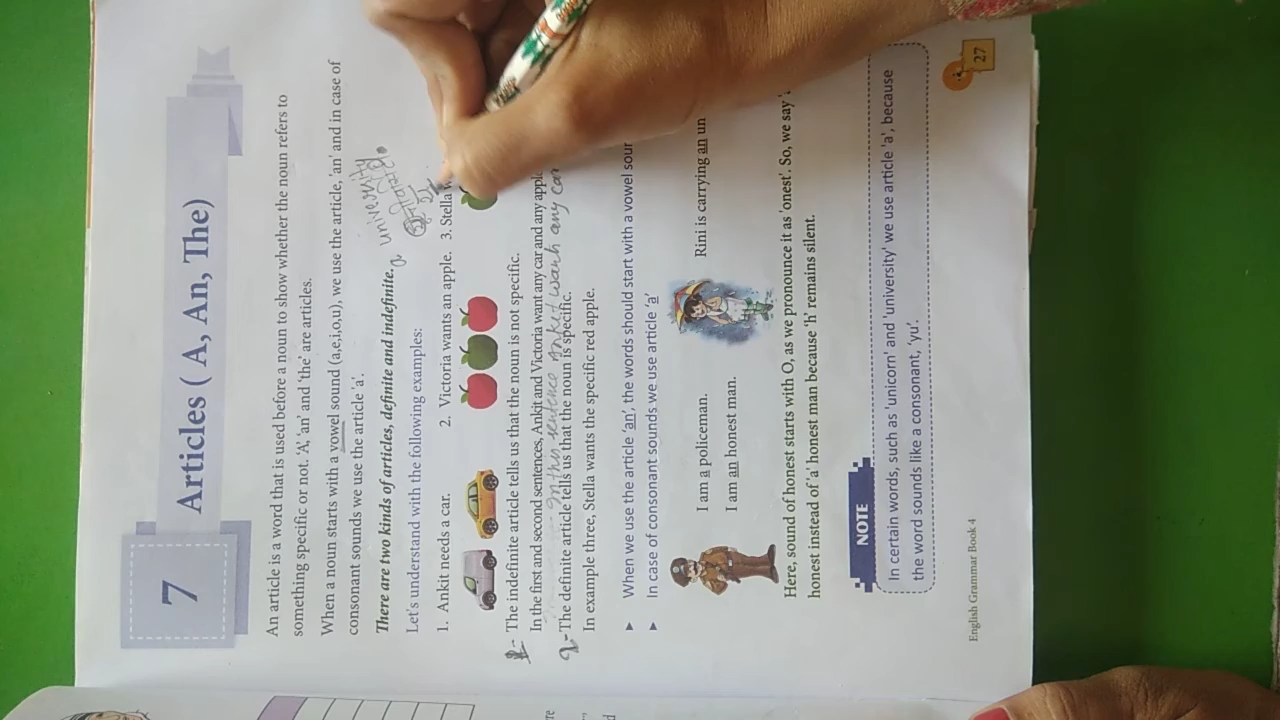 7
Articles ( A, An, The)
An article is a word that is used before a noun to show whether the noun refers to
something specific or not. 'A', 'an' and 'the' are articles.
When a noun starts with a vowel sound (a,e,i,o,u), we use the article, 'an' and in case of
consonant sounds we use the article 'a'.
There are two kinds of articles, definite and indefinite.
a university
Let's understand with the following examples:
1. Ankit needs a car.
2. Victoria wants an apple.
3. Stella
1- The indefinite article tells us that the noun is not specific.
In the first and second sentences, Ankit and Victoria want any car and any apple
In this sentence Ankit want any car
2- The definite article tells us that the noun is specific.
In example three, Stella wants the specific red apple.
When we use the article 'an', the words should start with a vowel sour
In case of consonant sounds we use article 'a'
I am a policeman.
I am an honest man.
Rini is carrying an un
Here, sound of honest starts with O, as we pronounce it as 'onest'. So, we say
honest instead of 'a' honest man because 'h' remains silent.
NOTE
In certain words, such as 'unicorn' and 'university' we use article 'a', because
the word sounds like a consonant, 'yu'.
English Grammar Book 4
27